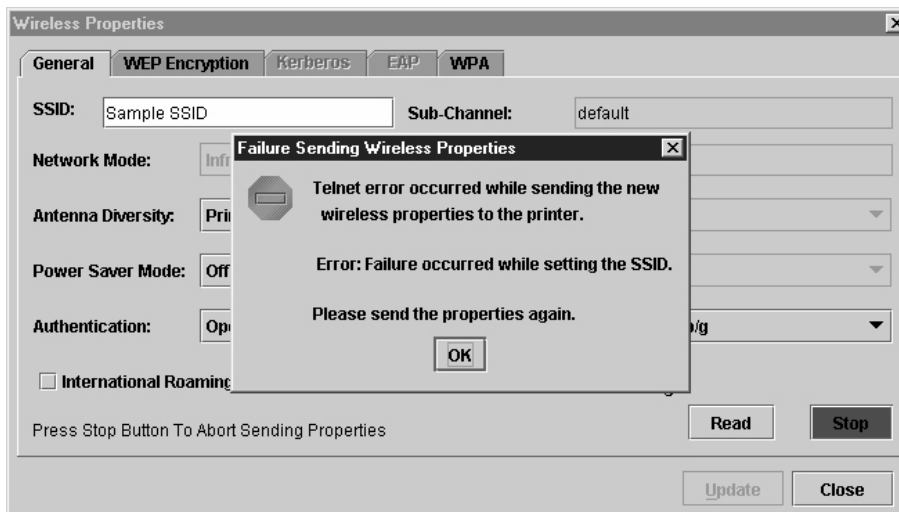 Wireless Properties
General WEP Encryption Kerberos EAP WPA
SSID: Sample SSID Sub-Channel: default
Failure Sending Wireless Properties
Network Mode:
Telnet error occurred while sending the new
wireless properties to the printer.
Antenna Diversity:
Error: Failure occurred while setting the SSID.
Power Saver Mode: Off
Please send the properties again.
Authentication:
OK
International Roaming
Press Stop Button To Abort Sending Properties Read Stop
Update Close